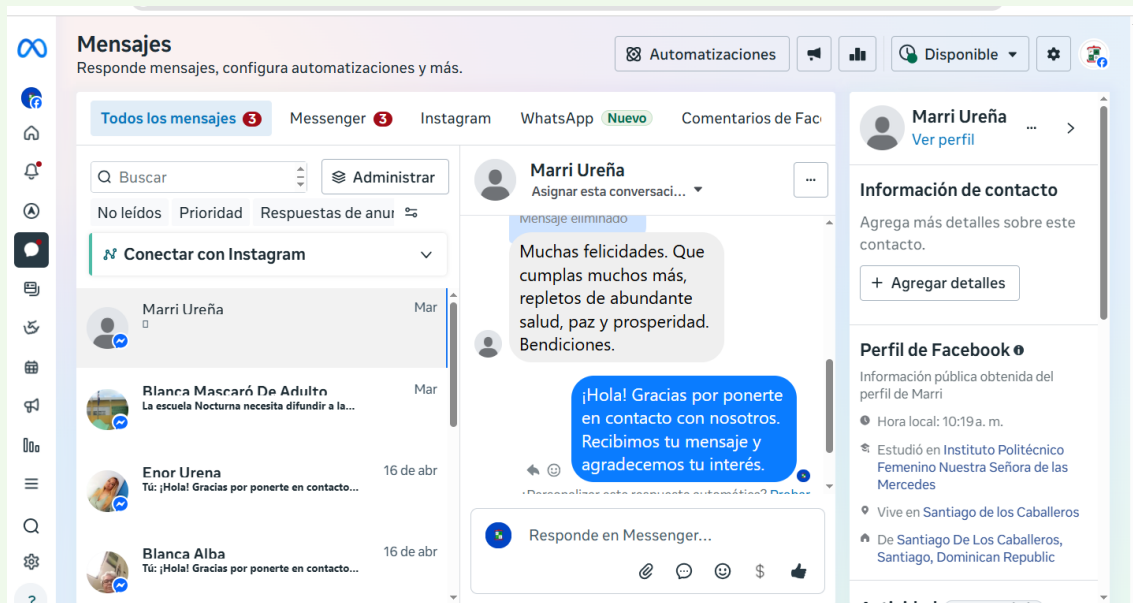 Mensajes
Responde mensajes, configura automatizaciones y más.
Automatizaciones
Disponible
Todos los mensajes 3
Messenger 3
Instagram
WhatsApp Nuevo
Comentarios de Fac
Buscar
Administrar
No leídos
Prioridad
Respuestas de anu
Conectar con Instagram
Marri Ureña
Mar
Blanca Mascaró De Adulto
Mar
La escuela Nocturna necesita difundir a la...
Enor Urena
16 de abr
Tú: ¡Hola! Gracias por ponerte en contacto...
Blanca Alba
16 de abr
Tú: ¡Hola! Gracias por ponerte en contacto...
Marri Ureña
Asignar esta conversaci...
...
Mensaje eliminado
Muchas felicidades. Que
cumplas muchos más,
repletos de abundante
salud, paz y prosperidad.
Bendiciones.
¡Hola! Gracias por ponerte
en contacto con nosotros.
Recibimos tu mensaje y
agradecemos tu interés.
¿Personalizar esta respuesta automática? Probar
Responde en Messenger...
$
Marri Ureña
Ver perfil
...
Información de contacto
Agrega más detalles sobre este
contacto.
+ Agregar detalles
Perfil de Facebook
Información pública obtenida del
perfil de Marri
Hora local: 10:19 a. m.
Estudió en Instituto Politécnico
Femenino Nuestra Señora de las
Mercedes
Vive en Santiago de los Caballeros
De Santiago De Los Caballeros,
Santiago, Dominican Republic